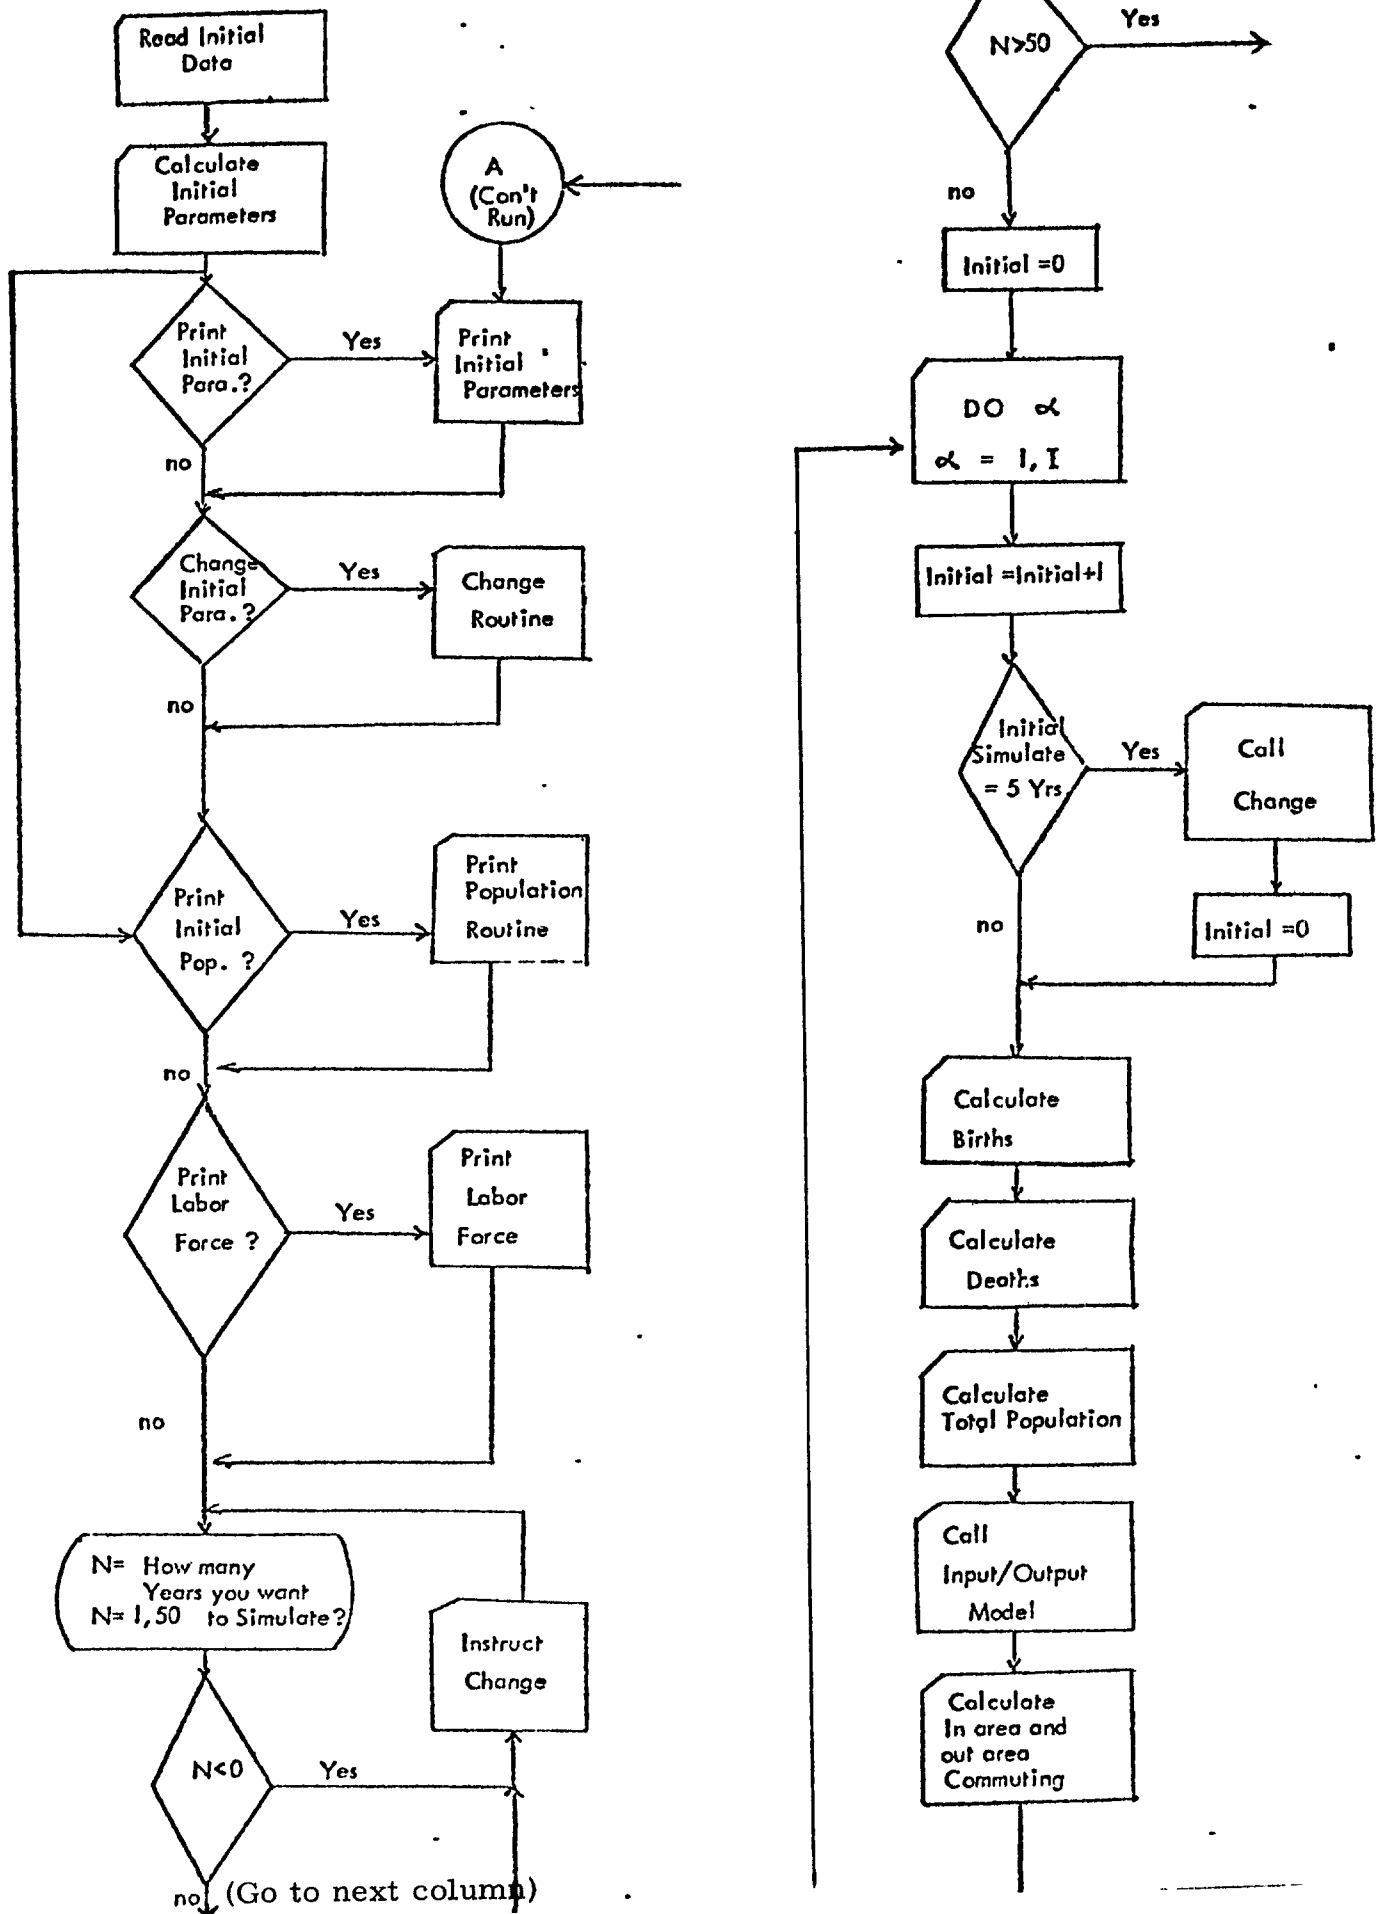 Read Initial
Data
Calculate
Initial
Parameters
A
(Can't
Run)
Print
Initial
Para.?
Yes
Print
Initial
Parameters
no
Change
Initial
Para.?
Yes
Change
Routine
no
Print
Initial
Pop. ?
Yes
Print
Population
Routine
no
Print
Labor
Force ?
Yes
Print
Labor
Force
no
N= How many
Years you want
N= 1,50 to Simulate?
Instruct
Change
N<0
Yes
no (Go to next column)
N>50
Yes
no
Initial =0
DO α
α = 1, I
Initial =Initial+1
Initial
Simulate
= 5 Yrs
Yes
Call
Change
no
Initial =0
Calculate
Births
Calculate
Deaths
Calculate
Total Population
Call
Input/Output
Model
Calculate
In area and
out area
Commuting